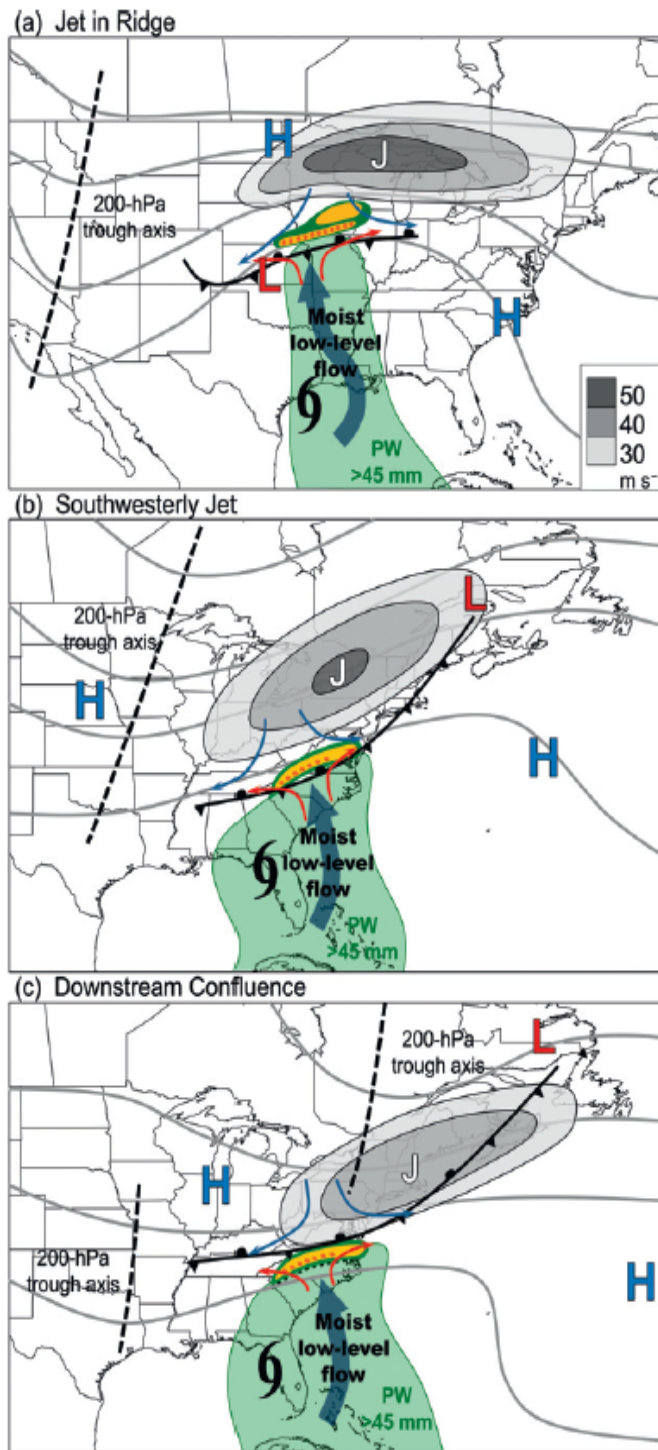 (a) Jet in Ridge
H
J
200-hPa
trough axis
L
H
Moist
low-level
flow
PW
>45 mm
50
40
30
m s⁻
(b) Southwesterly Jet
L
200-hPa
trough axis
J
H
H
Moist
low-level
flow
PW
>45 mm
(c) Downstream Confluence
L
200-hPa
trough axis
H
J
200-hPa
trough axis
H
Moist
low-level
flow
PW
>45 mm